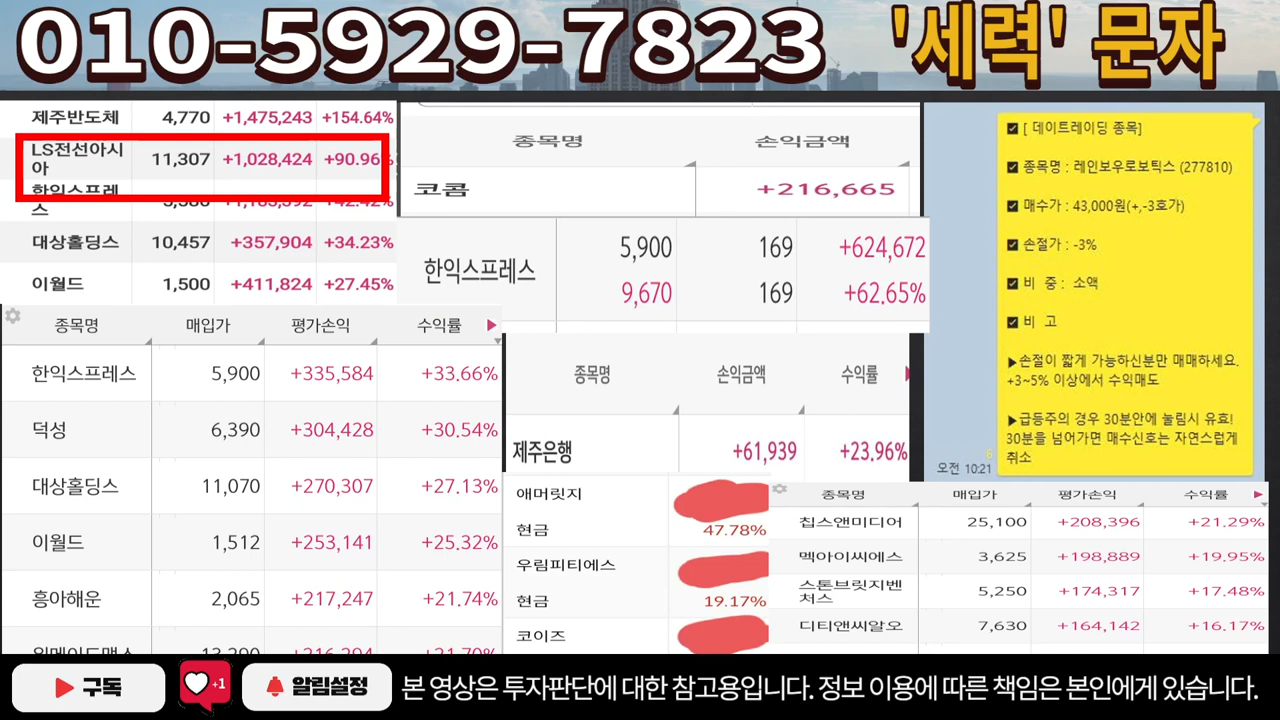 010-5929-7823 '세력' 문자
제주반도체 4,770 +1,475,243 +154.64%
LS전선아시아 11,307 +1,028,424 +90.96
한익스프레스
대상홀딩스 10,457 +357,904 +34.23%
이월드 1,500 +411,824 +27.45%
종목명 손익금액
코콤 +216,665
한익스프레스 5,900 169 +624,672
9,670 169 +62,65%
[ 데이트레이딩 종목]
종목명 : 레인보우로보틱스 (277810)
매수가 : 43,000원(+,-3호가)
손절가 : -3%
비 중 : 소액
비 고
▶손절이 짧게 가능하신분만 매매하세요.
+3~5% 이상에서 수익매도
▶급등주의 경우 30분안에 눌림시 유효!
30분을 넘어가면 매수신호는 자연스럽게
취소
6
오전 10:21
종목명 매입가 평가손익 수익률
한익스프레스 5,900 +335,584 +33.66%
덕성 6,390 +304,428 +30.54%
대상홀딩스 11,070 +270,307 +27.13%
이월드 1,512 +253,141 +25.32%
흥아해운 2,065 +217,247 +21.74%
종목명 손익금액 수익률
제주은행 +61,939 +23.96%
애머릿지
현금 47.78%
우림피티에스
현금 19.17%
코이즈
종목명 매입가 평가손익 수익률
칩스앤미디어 25,100 +208,396 +21.29%
멕아이씨에스 3,625 +198,889 +19.95%
스톤브릿지벤처스 5,250 +174,317 +17.48%
디티앤씨알오 7,630 +164,142 +16.17%
구독 +1 알림설정 본 영상은 투자판단에 대한 참고용입니다. 정보 이용에 따른 책임은 본인에게 있습니다.